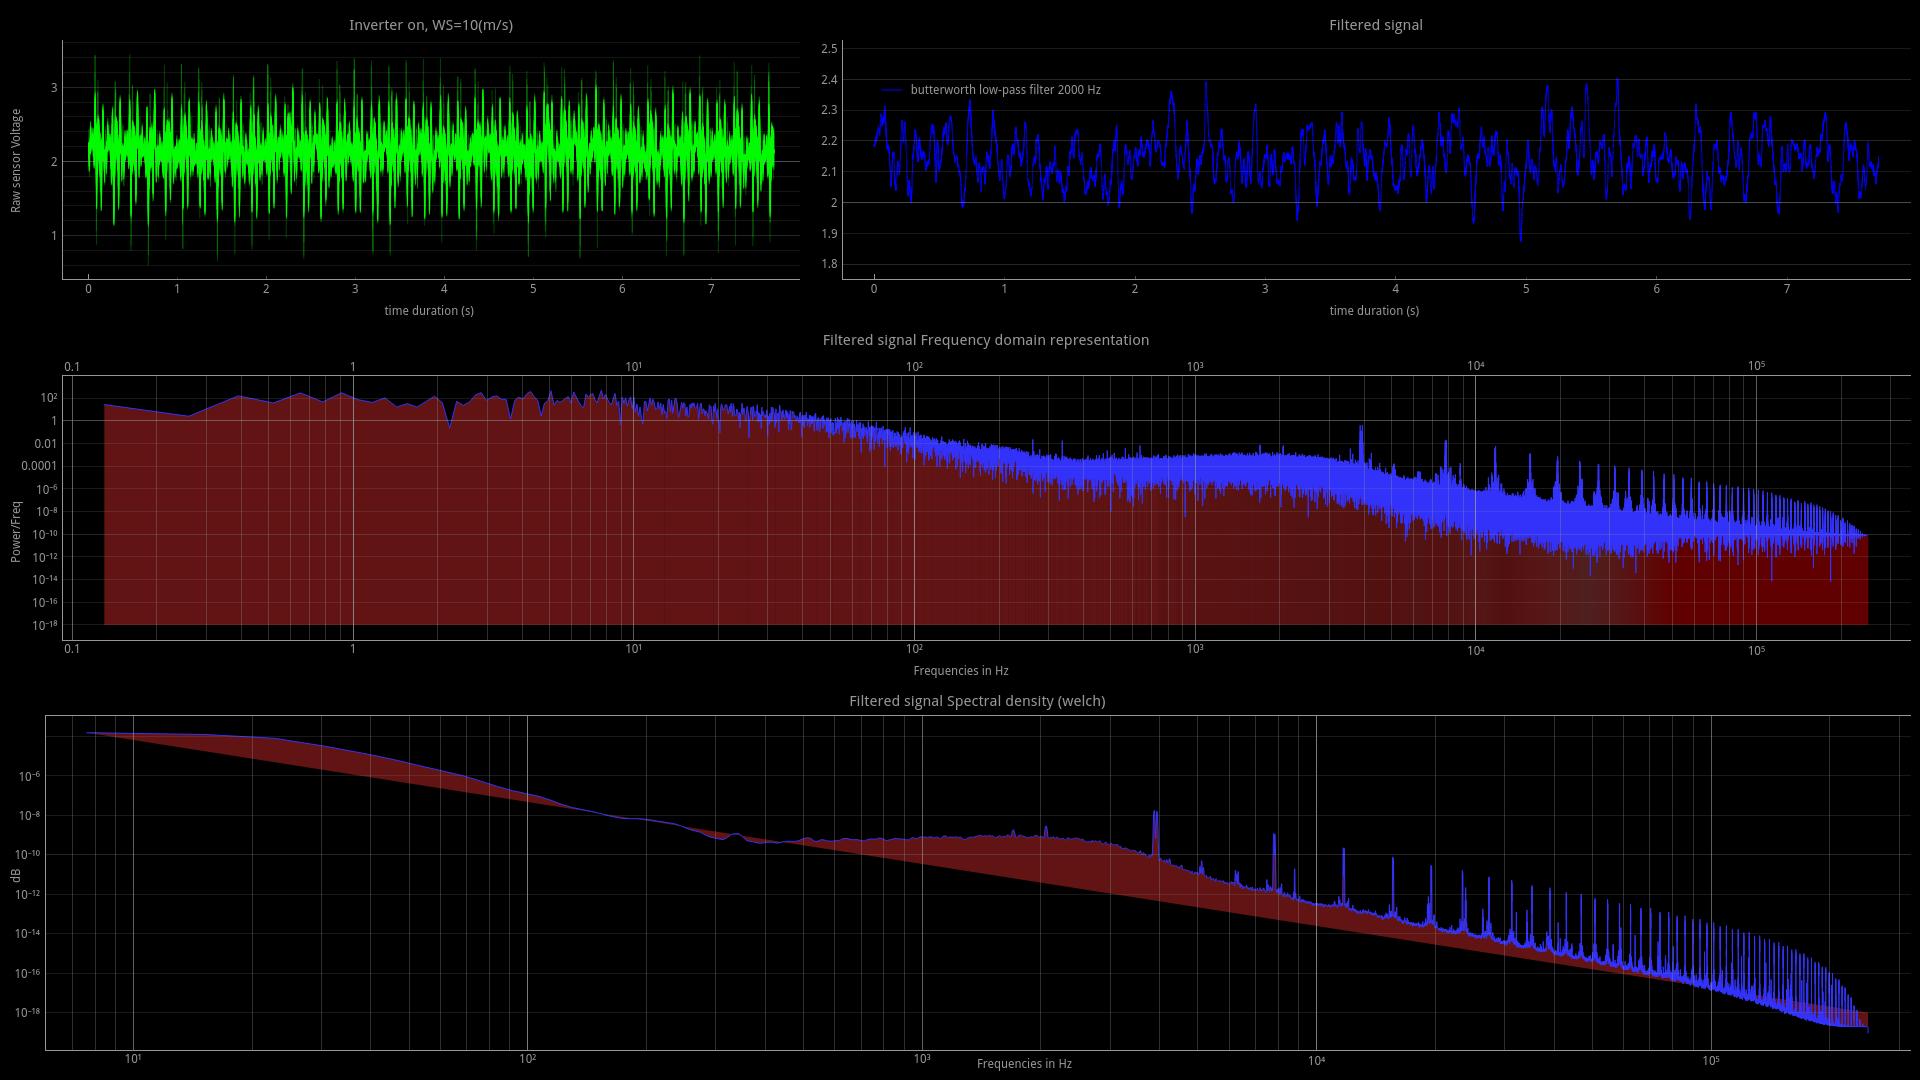 Inverter on, WS=10(m/s)
Raw sensor Voltage
3
2
1
0 1 2 3 4 5 6 7
time duration (s)
Filtered signal
butterworth low-pass filter 2000 Hz
2.5
2.4
2.3
2.2
2.1
2
1.9
1.8
0 1 2 3 4 5 6 7
time duration (s)
Filtered signal Frequency domain representation
0.1 1 10¹ 10² 10³ 10⁴ 10⁵
Power/Freq
10²
1
0.01
0.0001
10⁻⁶
10⁻⁸
10⁻¹⁰
10⁻¹²
10⁻¹⁴
10⁻¹⁶
10⁻¹⁸
0.1 1 10¹ 10² 10³ 10⁴ 10⁵
Frequencies in Hz
Filtered signal Spectral density (welch)
dB
10⁻⁶
10⁻⁸
10⁻¹⁰
10⁻¹²
10⁻¹⁴
10⁻¹⁶
10⁻¹⁸
10¹ 10² 10³ 10⁴ 10⁵
Frequencies in Hz